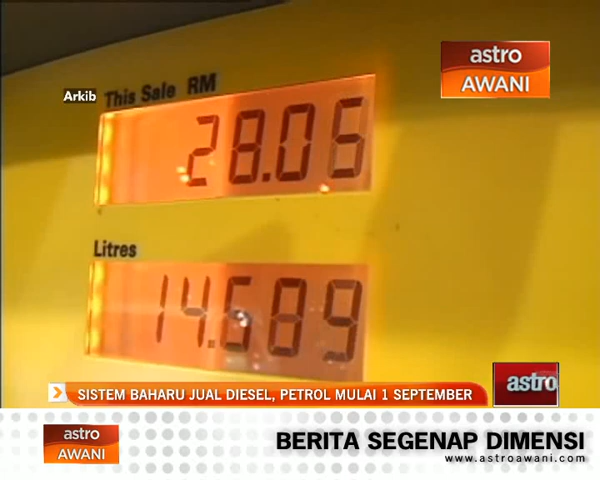 Arkib
This Sale RM
28.06
Litres
14.689
astro
AWANI
SISTEM BAHARU JUAL DIESEL, PETROL MULAI 1 SEPTEMBER
astro
astro
AWANI
BERITA SEGENAP DIMENSI
www.astroawani.com